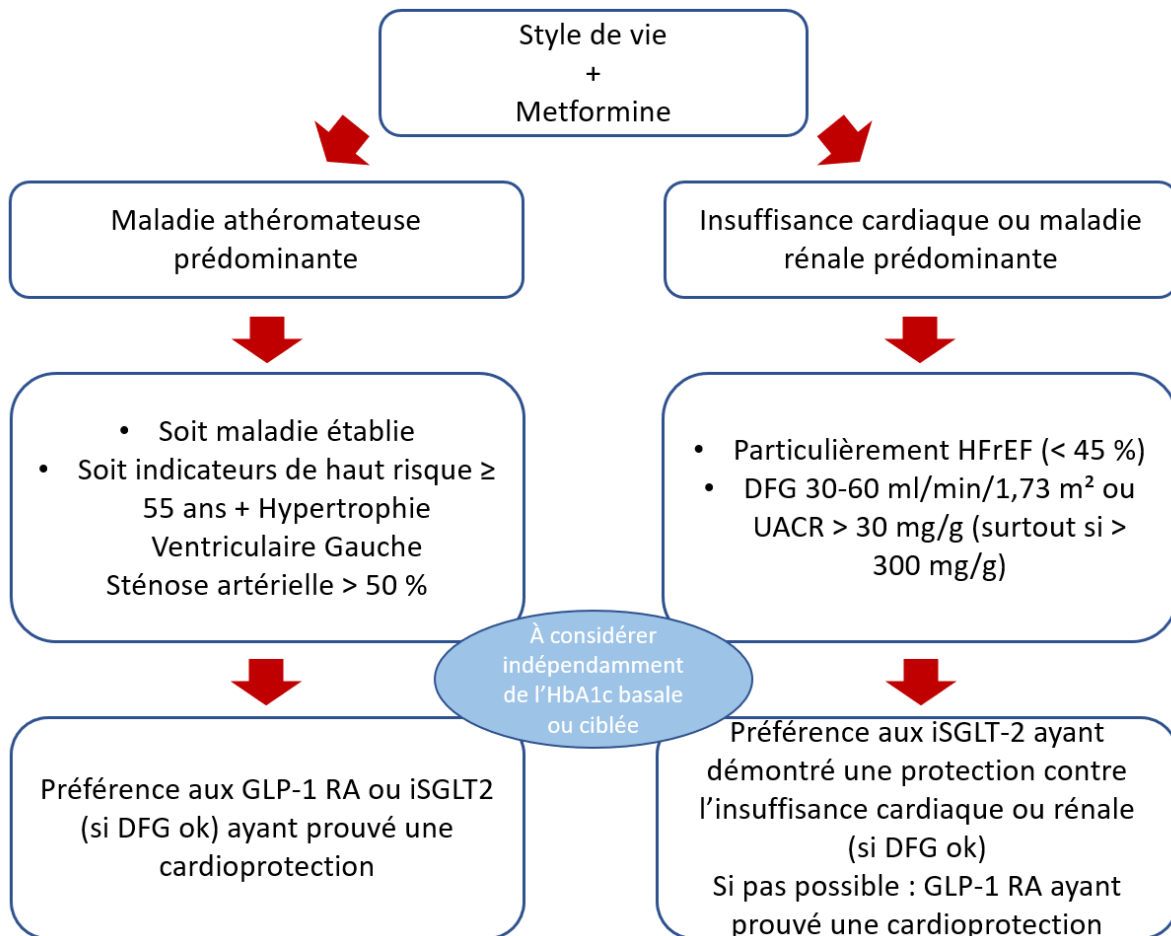 Style de vie
+
Metformine
Maladie athéromateuse
prédominante
Insuffisance cardiaque ou maladie
rénale prédominante
• Soit maladie établie
• Soit indicateurs de haut risque ≥
55 ans + Hypertrophie
Ventriculaire Gauche
Sténose artérielle > 50 %
• Particulièrement HFrEF (< 45 %)
• DFG 30-60 ml/min/1,73 m² ou
UACR > 30 mg/g (surtout si >
300 mg/g)
À considérer
indépendamment
de l’HbA1c basale
ou ciblée
Préférence aux GLP-1 RA ou iSGLT2
(si DFG ok) ayant prouvé une
cardioprotection
Préférence aux iSGLT-2 ayant
démontré une protection contre
l’insuffisance cardiaque ou rénale
(si DFG ok)
Si pas possible : GLP-1 RA ayant
prouvé une cardioprotection